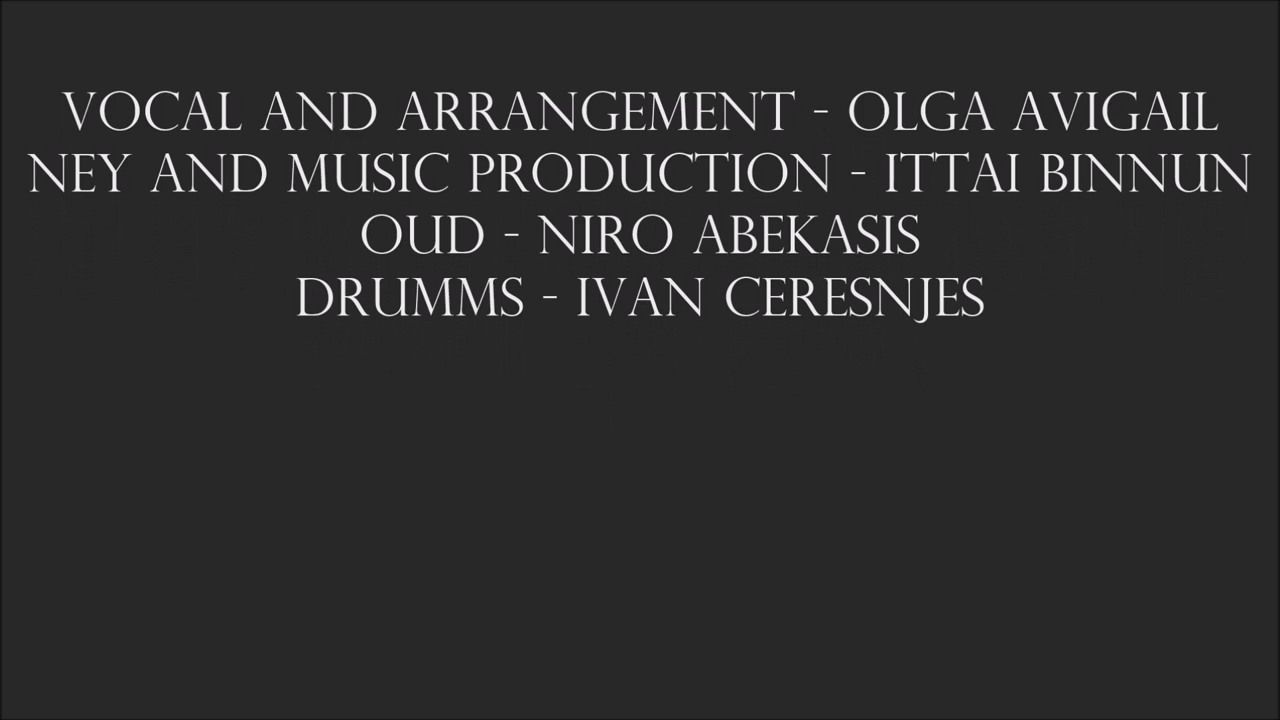 VOCAL AND ARRANGEMENT - OLGA AVIGAIL
NEY AND MUSIC PRODUCTION - ITTAI BINNUN
OUD - NIRO ABEKASIS
DRUMMS - IVAN CERESNJES